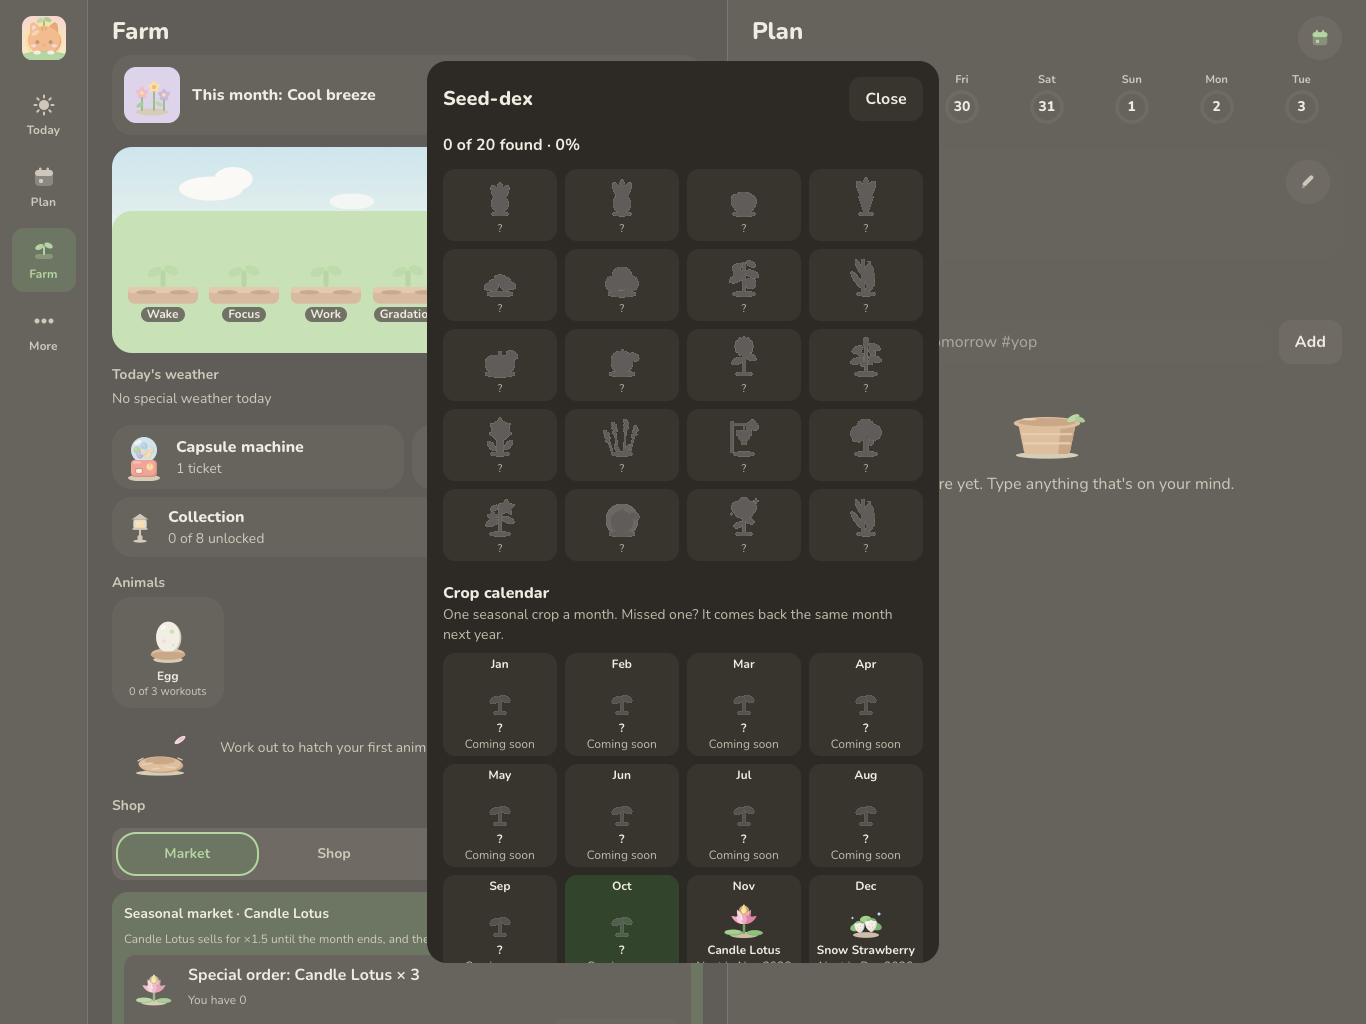 Farm
Plan
This month: Cool breeze
Today
Plan
Farm
More
Wake
Focus
Work
Today's weather
No special weather today
Capsule machine
1 ticket
Collection
0 of 8 unlocked
Animals
Egg
0 of 3 workouts
Work out to hatch your first
Shop
Market
Shop
Seasonal market · Candle Lotus
Candle Lotus sells for ×1.5 until the month ends, and
Special order: Candle Lotus × 3
You have 0
Seed-dex
Close
0 of 20 found · 0%
? ? ? ?
? ? ? ?
? ? ? ?
? ? ? ?
? ? ? ?
Crop calendar
One seasonal crop a month. Missed one? It comes back the same month
next year.
Jan Feb Mar Apr
? ? ? ?
Coming soon Coming soon Coming soon Coming soon
May Jun Jul Aug
? ? ? ?
Coming soon Coming soon Coming soon Coming soon
Sep Oct Nov Dec
? ? Candle Lotus Snow Strawberry
Fri Sat Sun Mon Tue
30 31 1 2 3
#yop
Add
yet. Type anything that's on your mind.